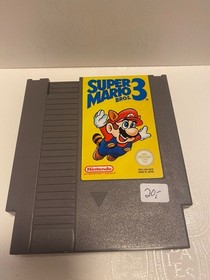 SUPER
MARIO
BROS. 3
Nintendo
20,-